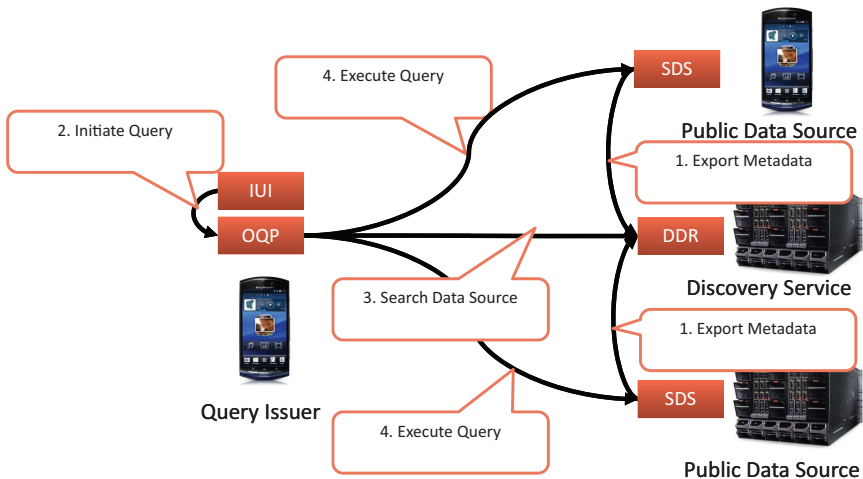 4. Execute Query
SDS
Public Data Source
2. Initiate Query
1. Export Metadata
IUI
OQP
DDR
Discovery Service
3. Search Data Source
1. Export Metadata
SDS
Query Issuer
4. Execute Query
Public Data Source